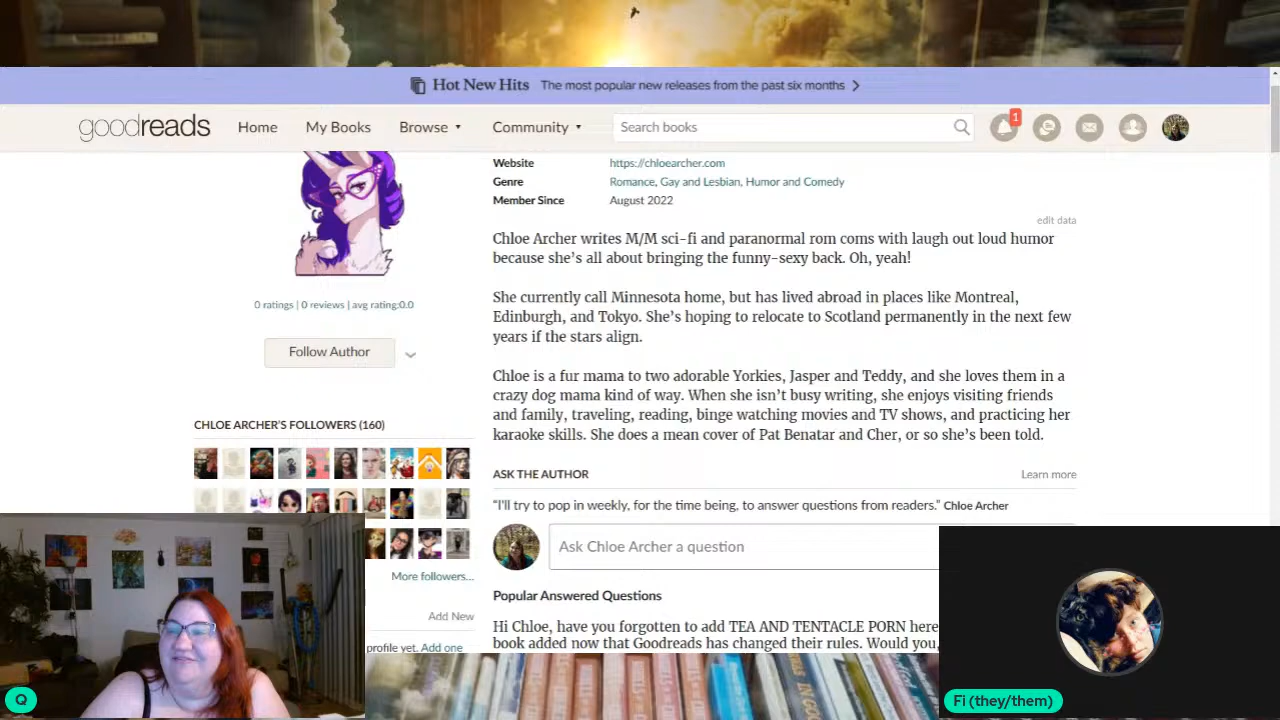 Hot New Hits The most popular new releases from the past six months
goodreads Home My Books Browse Community Search books 1
Website https://chloearcher.com
Genre Romance, Gay and Lesbian, Humor and Comedy
Member Since August 2022
edit data
Chloe Archer writes M/M sci-fi and paranormal rom coms with laugh out loud humor
because she's all about bringing the funny-sexy back. Oh, yeah!
0 ratings | 0 reviews | avg rating:0.0
She currently call Minnesota home, but has lived abroad in places like Montreal,
Edinburgh, and Tokyo. She's hoping to relocate to Scotland permanently in the next few
years if the stars align.
Follow Author
Chloe is a fur mama to two adorable Yorkies, Jasper and Teddy, and she loves them in a
crazy dog mama kind of way. When she isn't busy writing, she enjoys visiting friends
and family, traveling, reading, binge watching movies and TV shows, and practicing her
karaoke skills. She does a mean cover of Pat Benatar and Cher, or so she's been told.
CHLOE ARCHER'S FOLLOWERS (160)
ASK THE AUTHOR Learn more
"I'll try to pop in weekly, for the time being, to answer questions from readers." Chloe Archer
Ask Chloe Archer a question
More followers...
Popular Answered Questions
Add New
Hi Chloe, have you forgotten to add TEA AND TENTACLE PORN here
book added now that Goodreads has changed their rules. Would you,
profile yet. Add one
Q
Fi (they/them)